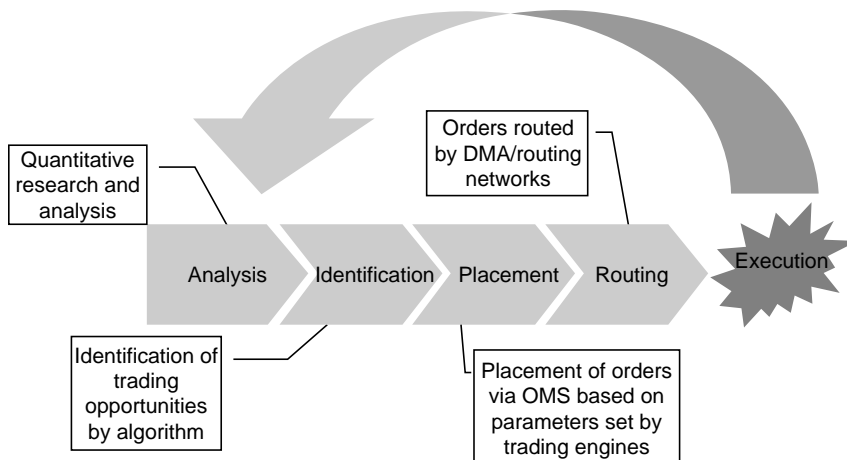 Quantitative
research and
analysis
Orders routed
by DMA/routing
networks
Analysis
Identification
Placement
Routing
Execution
Identification of
trading
opportunities
by algorithm
Placement of orders
via OMS based on
parameters set by
trading engines